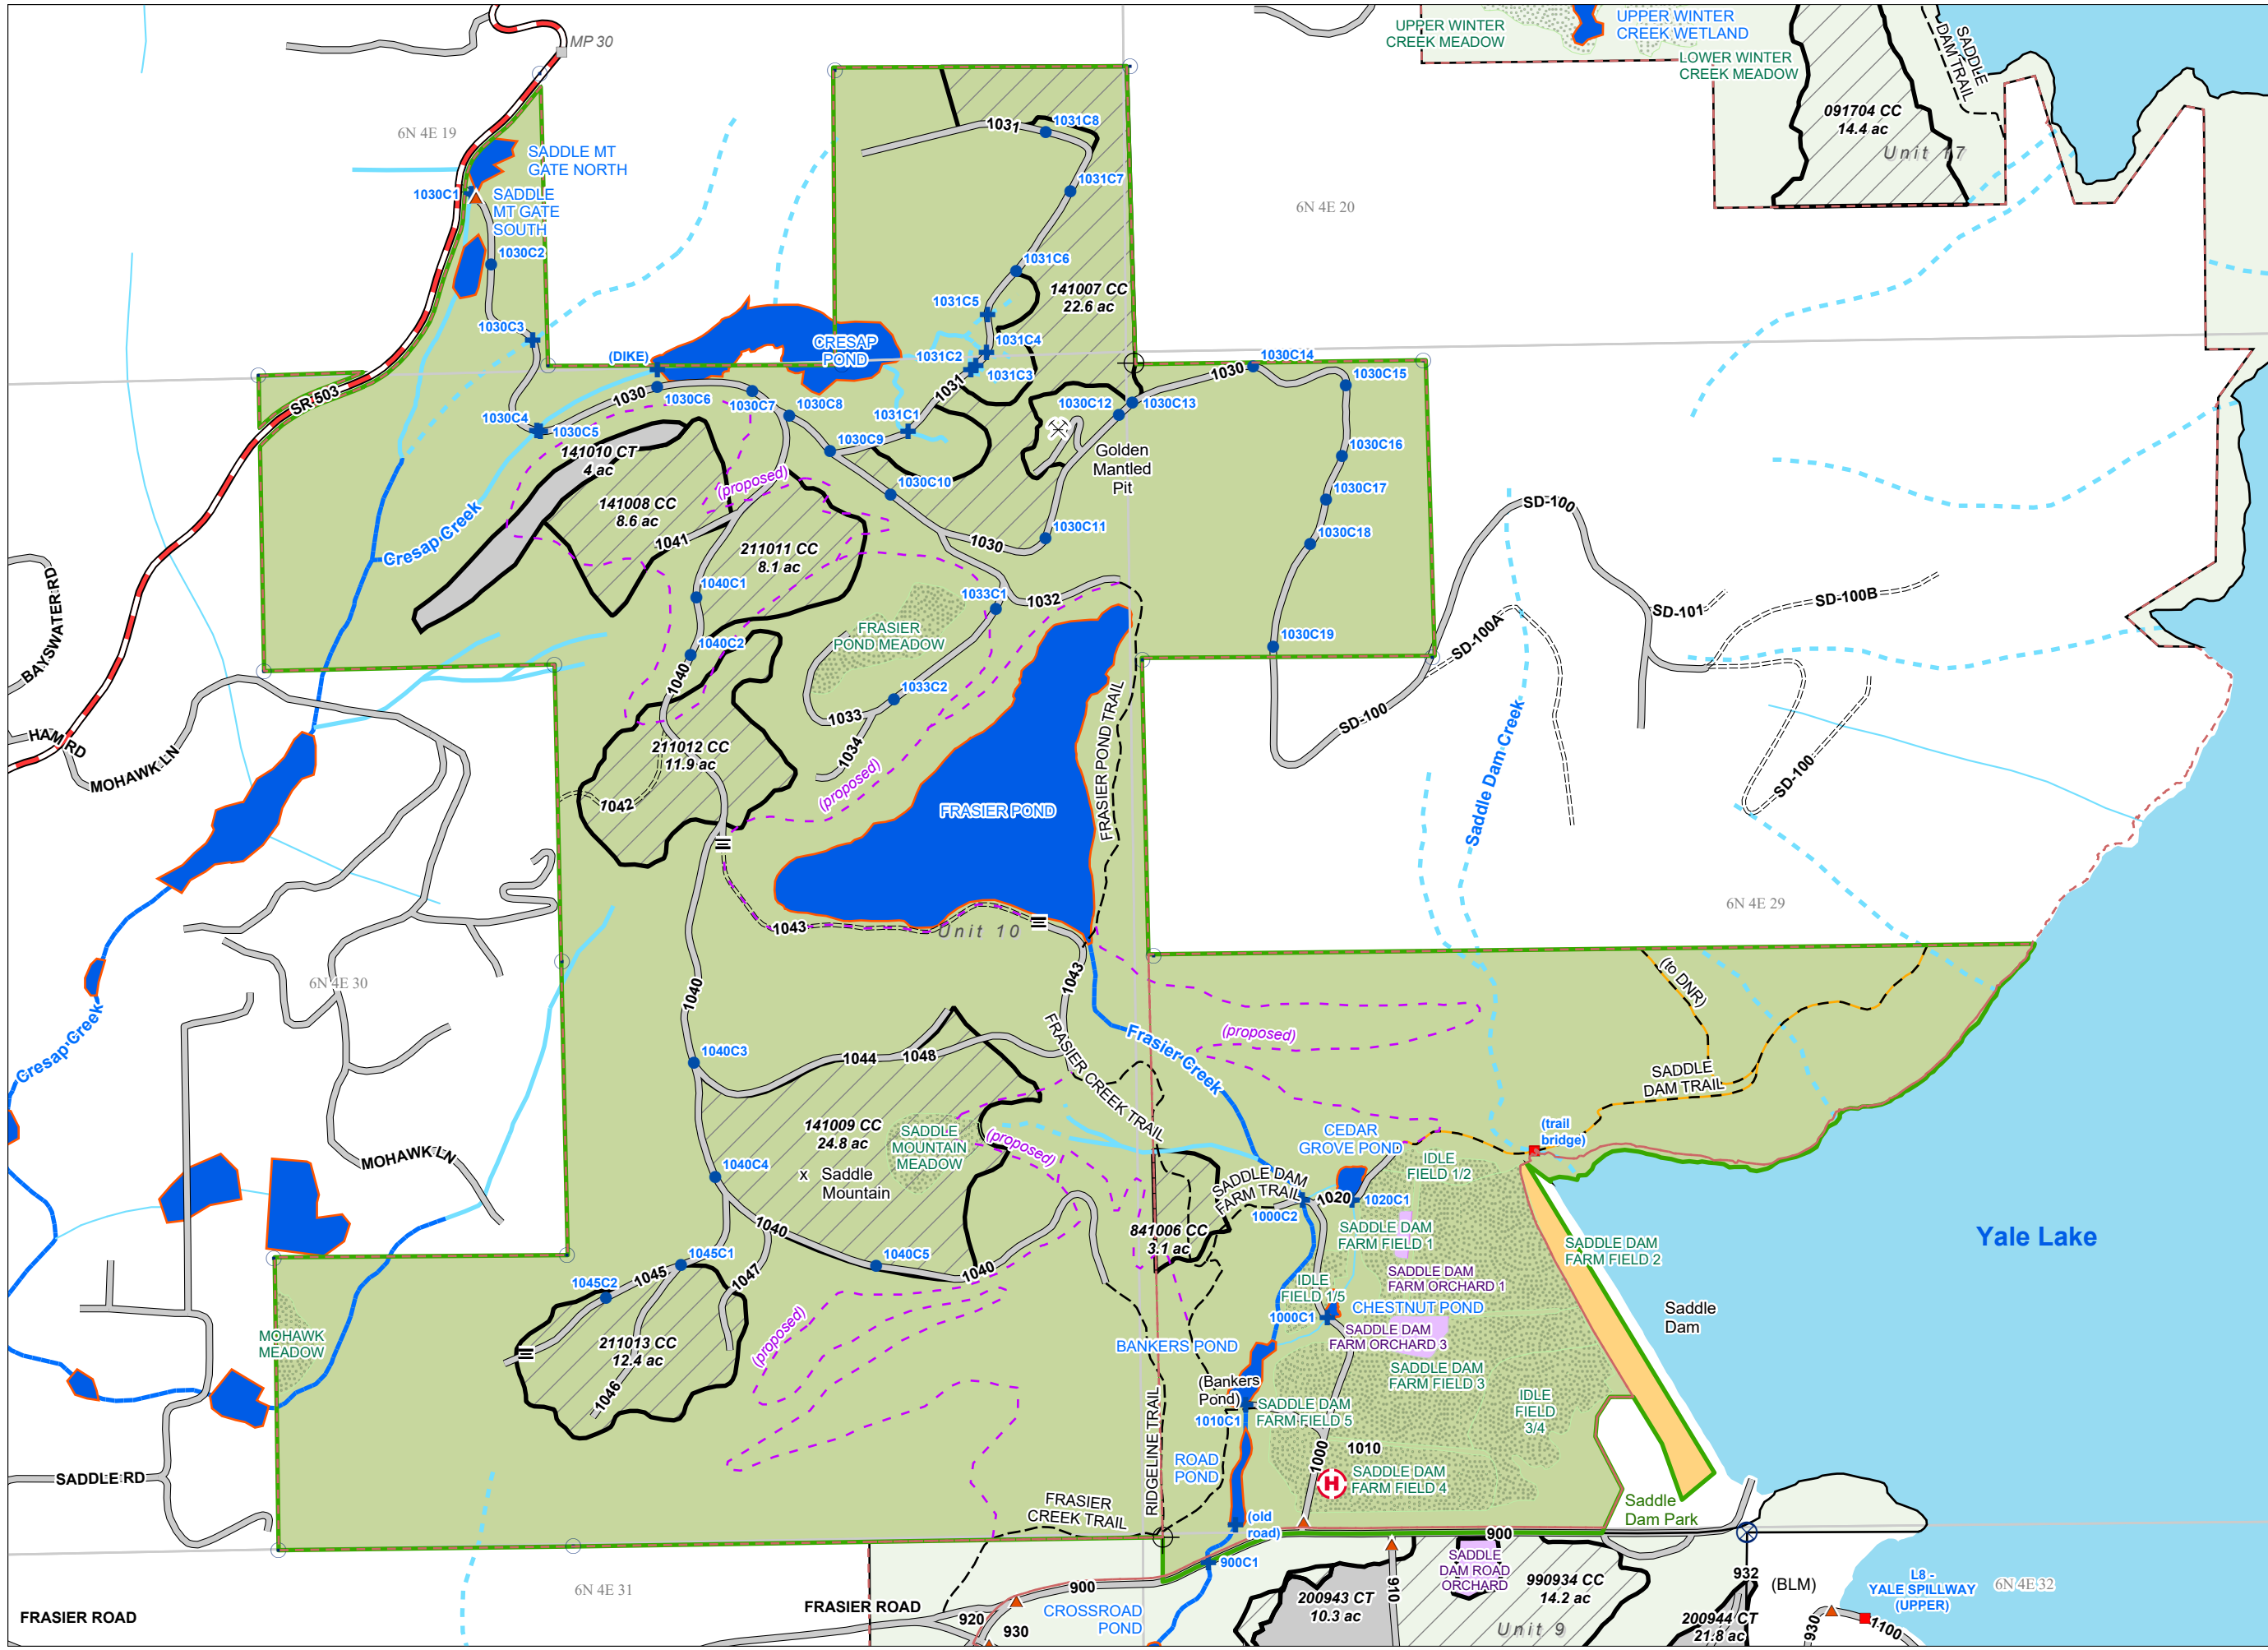 MP 30
UPPER WINTER
CREEK MEADOW
UPPER WINTER
CREEK WETLAND
LOWER WINTER
CREEK MEADOW
SADDLE
DAM TRAIL
091704 CC
14.4 ac
Unit 17
6N 4E 19
6N 4E 20
SADDLE MT
GATE NORTH
1030C1
SADDLE
MT GATE
SOUTH
1030C2
1030C3
1031
1031C8
1031C7
1031C6
1031C5
141007 CC
22.6 ac
1031C4
1031C2
1031C3
1031
1031C1
(DIKE)
CRESAP
POND
SR 503
1030C4
1030C5
1030
1030C6
1030C7
1030C8
1030C9
1030C10
1030C11
1030C12
1030C13
1030
1030C14
1030C15
1030C16
1030C17
1030C18
1030C19
Golden
Mantled
Pit
141010 CT
4 ac
141008 CC
8.6 ac
(proposed)
1041
211011 CC
8.1 ac
1030
Cresap Creek
1040C1
1040C2
1040
1033C1
1032
FRASIER
POND MEADOW
1033C2
1033
1034
(proposed)
211012 CC
11.9 ac
1042
FRASIER POND
FRASIER POND TRAIL
BAYSWATER RD
HAM RD
MOHAWK LN
SD-100
SD-100A
SD-101
SD-100B
SD-100
SD-100
Saddle Dam Creek
6N 4E 29
1043
Unit 10
1043
6N 4E 30
1040
Cresap Creek
FRASIER CREEK TRAIL
Frasier Creek
(proposed)
(to DNR)
SADDLE
DAM TRAIL
1040C3
1044
1048
141009 CC
24.8 ac
SADDLE
MOUNTAIN
MEADOW
(proposed)
x Saddle
Mountain
1040C4
MOHAWK LN
CEDAR
GROVE POND
(trail
bridge)
IDLE
FIELD 1/2
SADDLE DAM
FARM TRAIL
1020
1020C1
1000C2
841006 CC
3.1 ac
SADDLE DAM
FARM FIELD 1
SADDLE DAM
FARM FIELD 2
Yale Lake
1040
1040C5
1040
1045C1
1045
1045C2
1047
SADDLE DAM
FARM ORCHARD 1
IDLE
FIELD 1/5
CHESTNUT POND
1000C1
SADDLE DAM
FARM ORCHARD 3
Saddle
Dam
MOHAWK
MEADOW
211013 CC
12.4 ac
1046
(proposed)
BANKERS POND
SADDLE DAM
FARM FIELD 3
(Bankers
Pond)
1010C1
SADDLE DAM
FARM FIELD 5
IDLE
FIELD
3/4
RIDGELINE TRAIL
ROAD
POND
1000
1010
H
SADDLE DAM
FARM FIELD 4
SADDLE RD
FRASIER
CREEK TRAIL
(old
road)
Saddle
Dam Park
900
900C1
6N 4E 31
900
SADDLE
DAM ROAD
ORCHARD
990934 CC
14.2 ac
932
(BLM)
L8 -
YALE SPILLWAY
(UPPER)
6N 4E 32
FRASIER ROAD
FRASIER ROAD
920
930
CROSSROAD
POND
200943 CT
10.3 ac
910
Unit 9
200944 CT
21.8 ac
930
1100